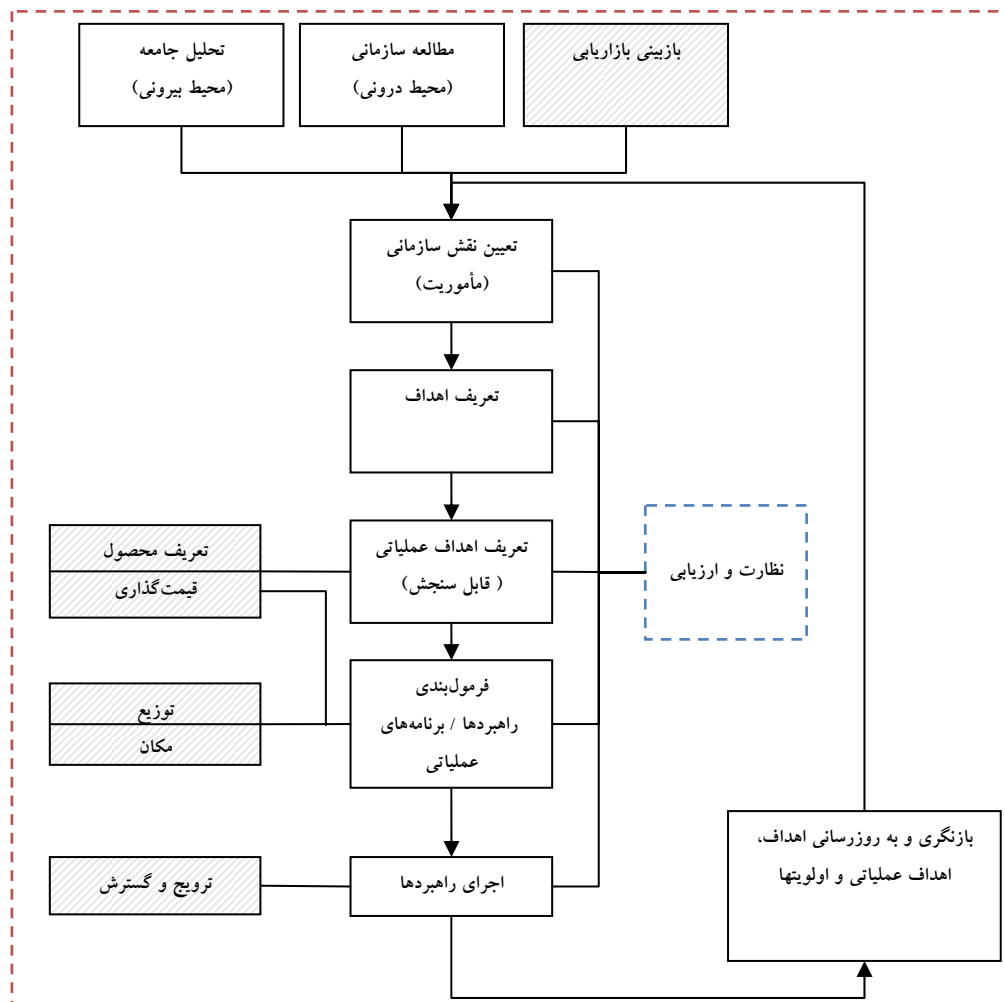 بازبینی بازاریابی
مطالعه سازمانی
(محیط درونی)
تحلیل جامعه
(محیط بیرونی)
تعیین نقش سازمانی
(مأموریت)
تعریف اهداف
تعریف اهداف عملیاتی
( قابل سنجش)
تعریف محصول
قیمت‌گذاری
نظارت و ارزیابی
فرمول‌بندی
راهبردها / برنامه‌های
عملیاتی
توزیع
مکان
بازنگری و به روزرسانی اهداف،
اهداف عملیاتی و اولویتها
اجرای راهبردها
ترویج و گسترش